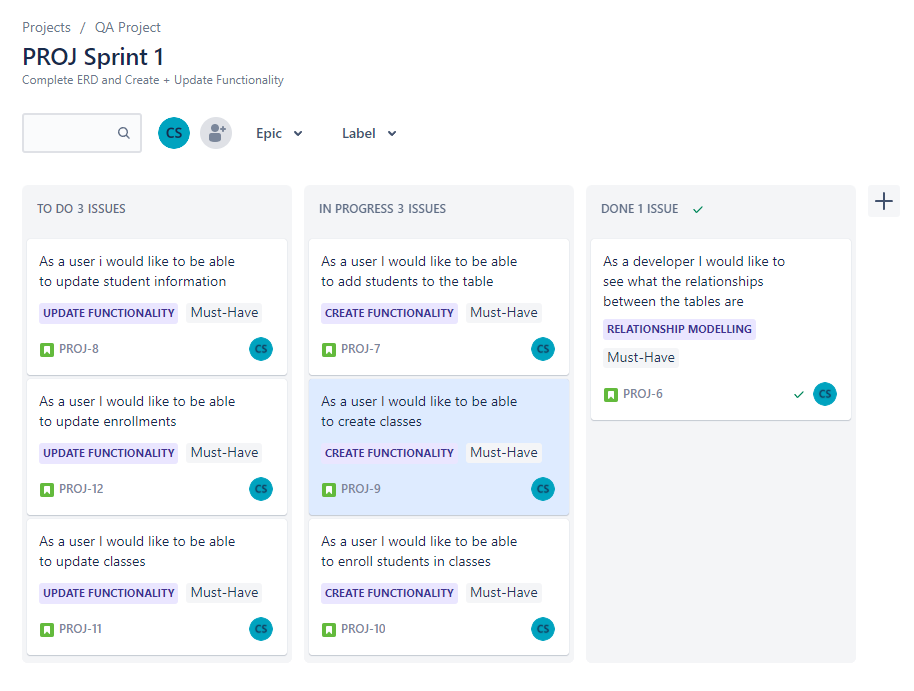 Projects / QA Project
PROJ Sprint 1
Complete ERD and Create + Update Functionality
CS Epic Label
TO DO 3 ISSUES
As a user i would like to be able
to update student information
UPDATE FUNCTIONALITY Must-Have
PROJ-8 CS
As a user I would like to be able
to update enrollments
UPDATE FUNCTIONALITY Must-Have
PROJ-12 CS
As a user I would like to be able
to update classes
UPDATE FUNCTIONALITY Must-Have
PROJ-11 CS
IN PROGRESS 3 ISSUES
As a user I would like to be able
to add students to the table
CREATE FUNCTIONALITY Must-Have
PROJ-7 CS
As a user I would like to be able
to create classes
CREATE FUNCTIONALITY Must-Have
PROJ-9 CS
As a user I would like to be able
to enroll students in classes
CREATE FUNCTIONALITY Must-Have
PROJ-10 CS
DONE 1 ISSUE
As a developer I would like to
see what the relationships
between the tables are
RELATIONSHIP MODELLING
Must-Have
PROJ-6 CS